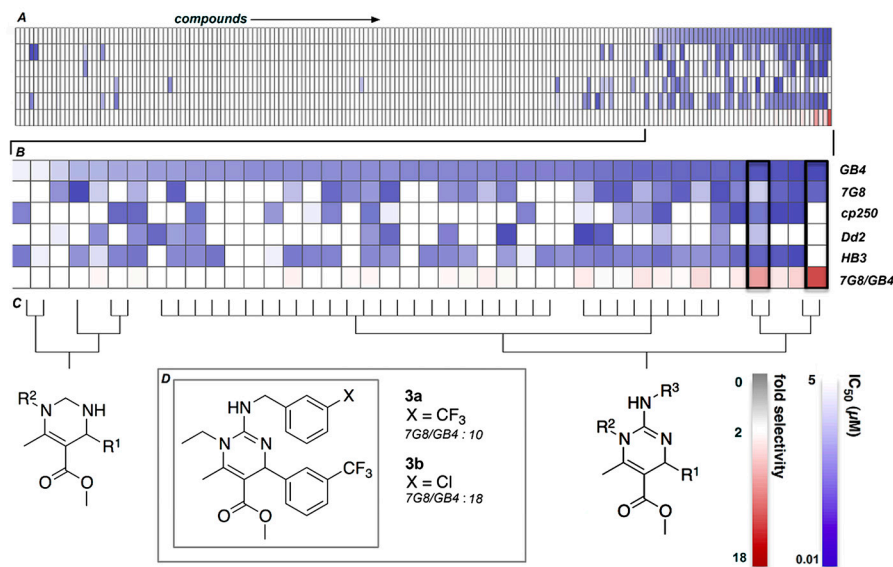 A
compounds
B
GB4
7G8
cp250
Dd2
HB3
7G8/GB4
C
D
R2
N
NH
R1
O
O
X
HN
N
N
CF3
O
O
3a
X = CF3
7G8/GB4 : 10
3b
X = Cl
7G8/GB4 : 18
HN
R3
R2
N
N
R1
O
O
0
2
18
fold selectivity
5
0.01
IC50 (µM)